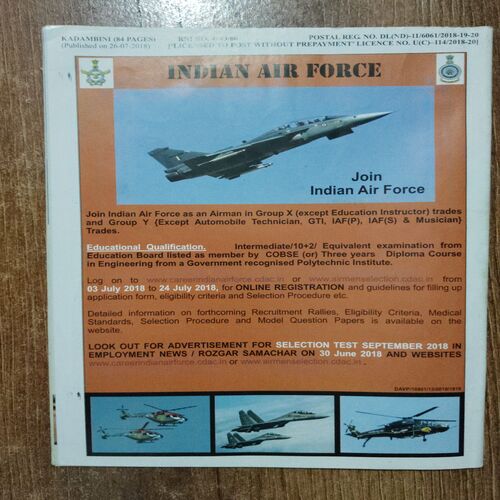 KADAMBINI (84 PAGES)
POSTAL REG. NO. DL(ND)-11/6061/2018-19-20
(Published on 26-07-2018)
['LICENSED TO POST WITHOUT PREPAYMENT' LICENCE NO. U(C)-114/2018-20]
INDIAN AIR FORCE
Join
Indian Air Force
Join Indian Air Force as an Airman in Group X (except Education Instructor) trades
and Group Y {Except Automobile Technician, GTI, IAF(P), IAF(S) & Musician}
Trades.
Educational Qualification. Intermediate/10+2/ Equivalent examination from
Education Board listed as member by COBSE (or) Three years Diploma Course
in Engineering from a Government recognised Polytechnic Institute.
Log on to www.careerindianairforce.cdac.in or www.airmenselection.cdac.in from
03 July 2018 to 24 July 2018, for ONLINE REGISTRATION and guidelines for filling up
application form, eligibility criteria and Selection Procedure etc.
Detailed information on forthcoming Recruitment Rallies, Eligibility Criteria, Medical
Standards, Selection Procedure and Model Question Papers is available on the
website.
LOOK OUT FOR ADVERTISEMENT FOR SELECTION TEST SEPTEMBER 2018 IN
EMPLOYMENT NEWS / ROZGAR SAMACHAR ON 30 June 2018 AND WEBSITES
www.careerindianairforce.cdac.in or www.airmenselection.cdac.in .